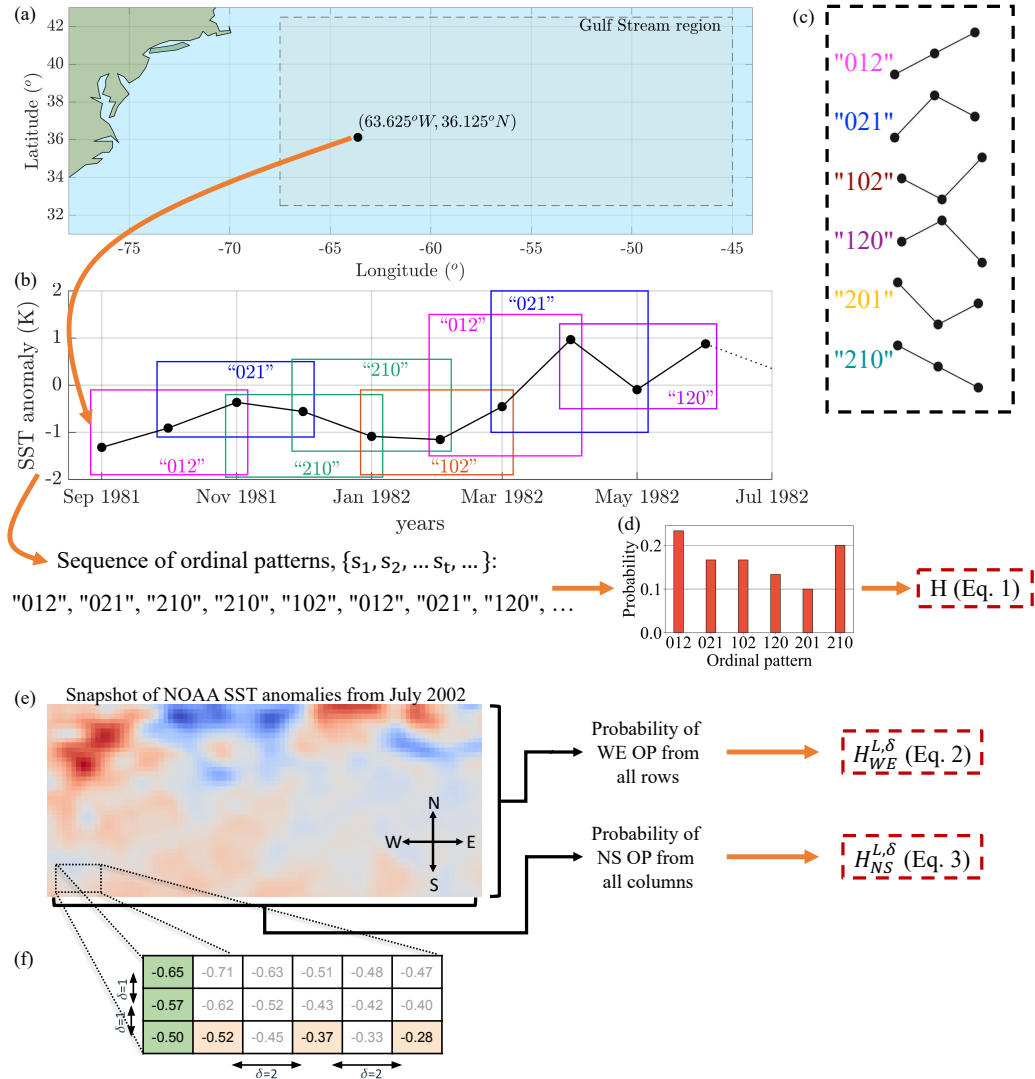 (a)
Gulf Stream region
(63.625°W, 36.125°N)
Latitude (°)
42
40
38
36
34
32
-75
-70
-65
-60
-55
-50
-45
Longitude (°)
(c)
"012"
"021"
"102"
"120"
"201"
"210"
(b)
SST anomaly (K)
2
1
0
-1
-2
“012”
“021”
“210”
“210”
“102”
“012”
“021”
“120”
Sep 1981
Nov 1981
Jan 1982
Mar 1982
May 1982
Jul 1982
years
Sequence of ordinal patterns, {s₁, s₂, … sₜ, … }:
"012", "021", "210", "210", "102", "012", "021", "120", …
(d)
Probability
0.2
0.1
0.0
012 021 102 120 201 210
Ordinal pattern
H (Eq. 1)
(e)
Snapshot of NOAA SST anomalies from July 2002
N
W E
S
Probability of
WE OP from
all rows
H_{WE}^{L,δ} (Eq. 2)
Probability of
NS OP from
all columns
H_{NS}^{L,δ} (Eq. 3)
(f)
δ=1
δ=1
-0.65 -0.71 -0.63 -0.51 -0.48 -0.47
-0.57 -0.62 -0.52 -0.43 -0.42 -0.40
-0.50 -0.52 -0.45 -0.37 -0.33 -0.28
δ=2
δ=2